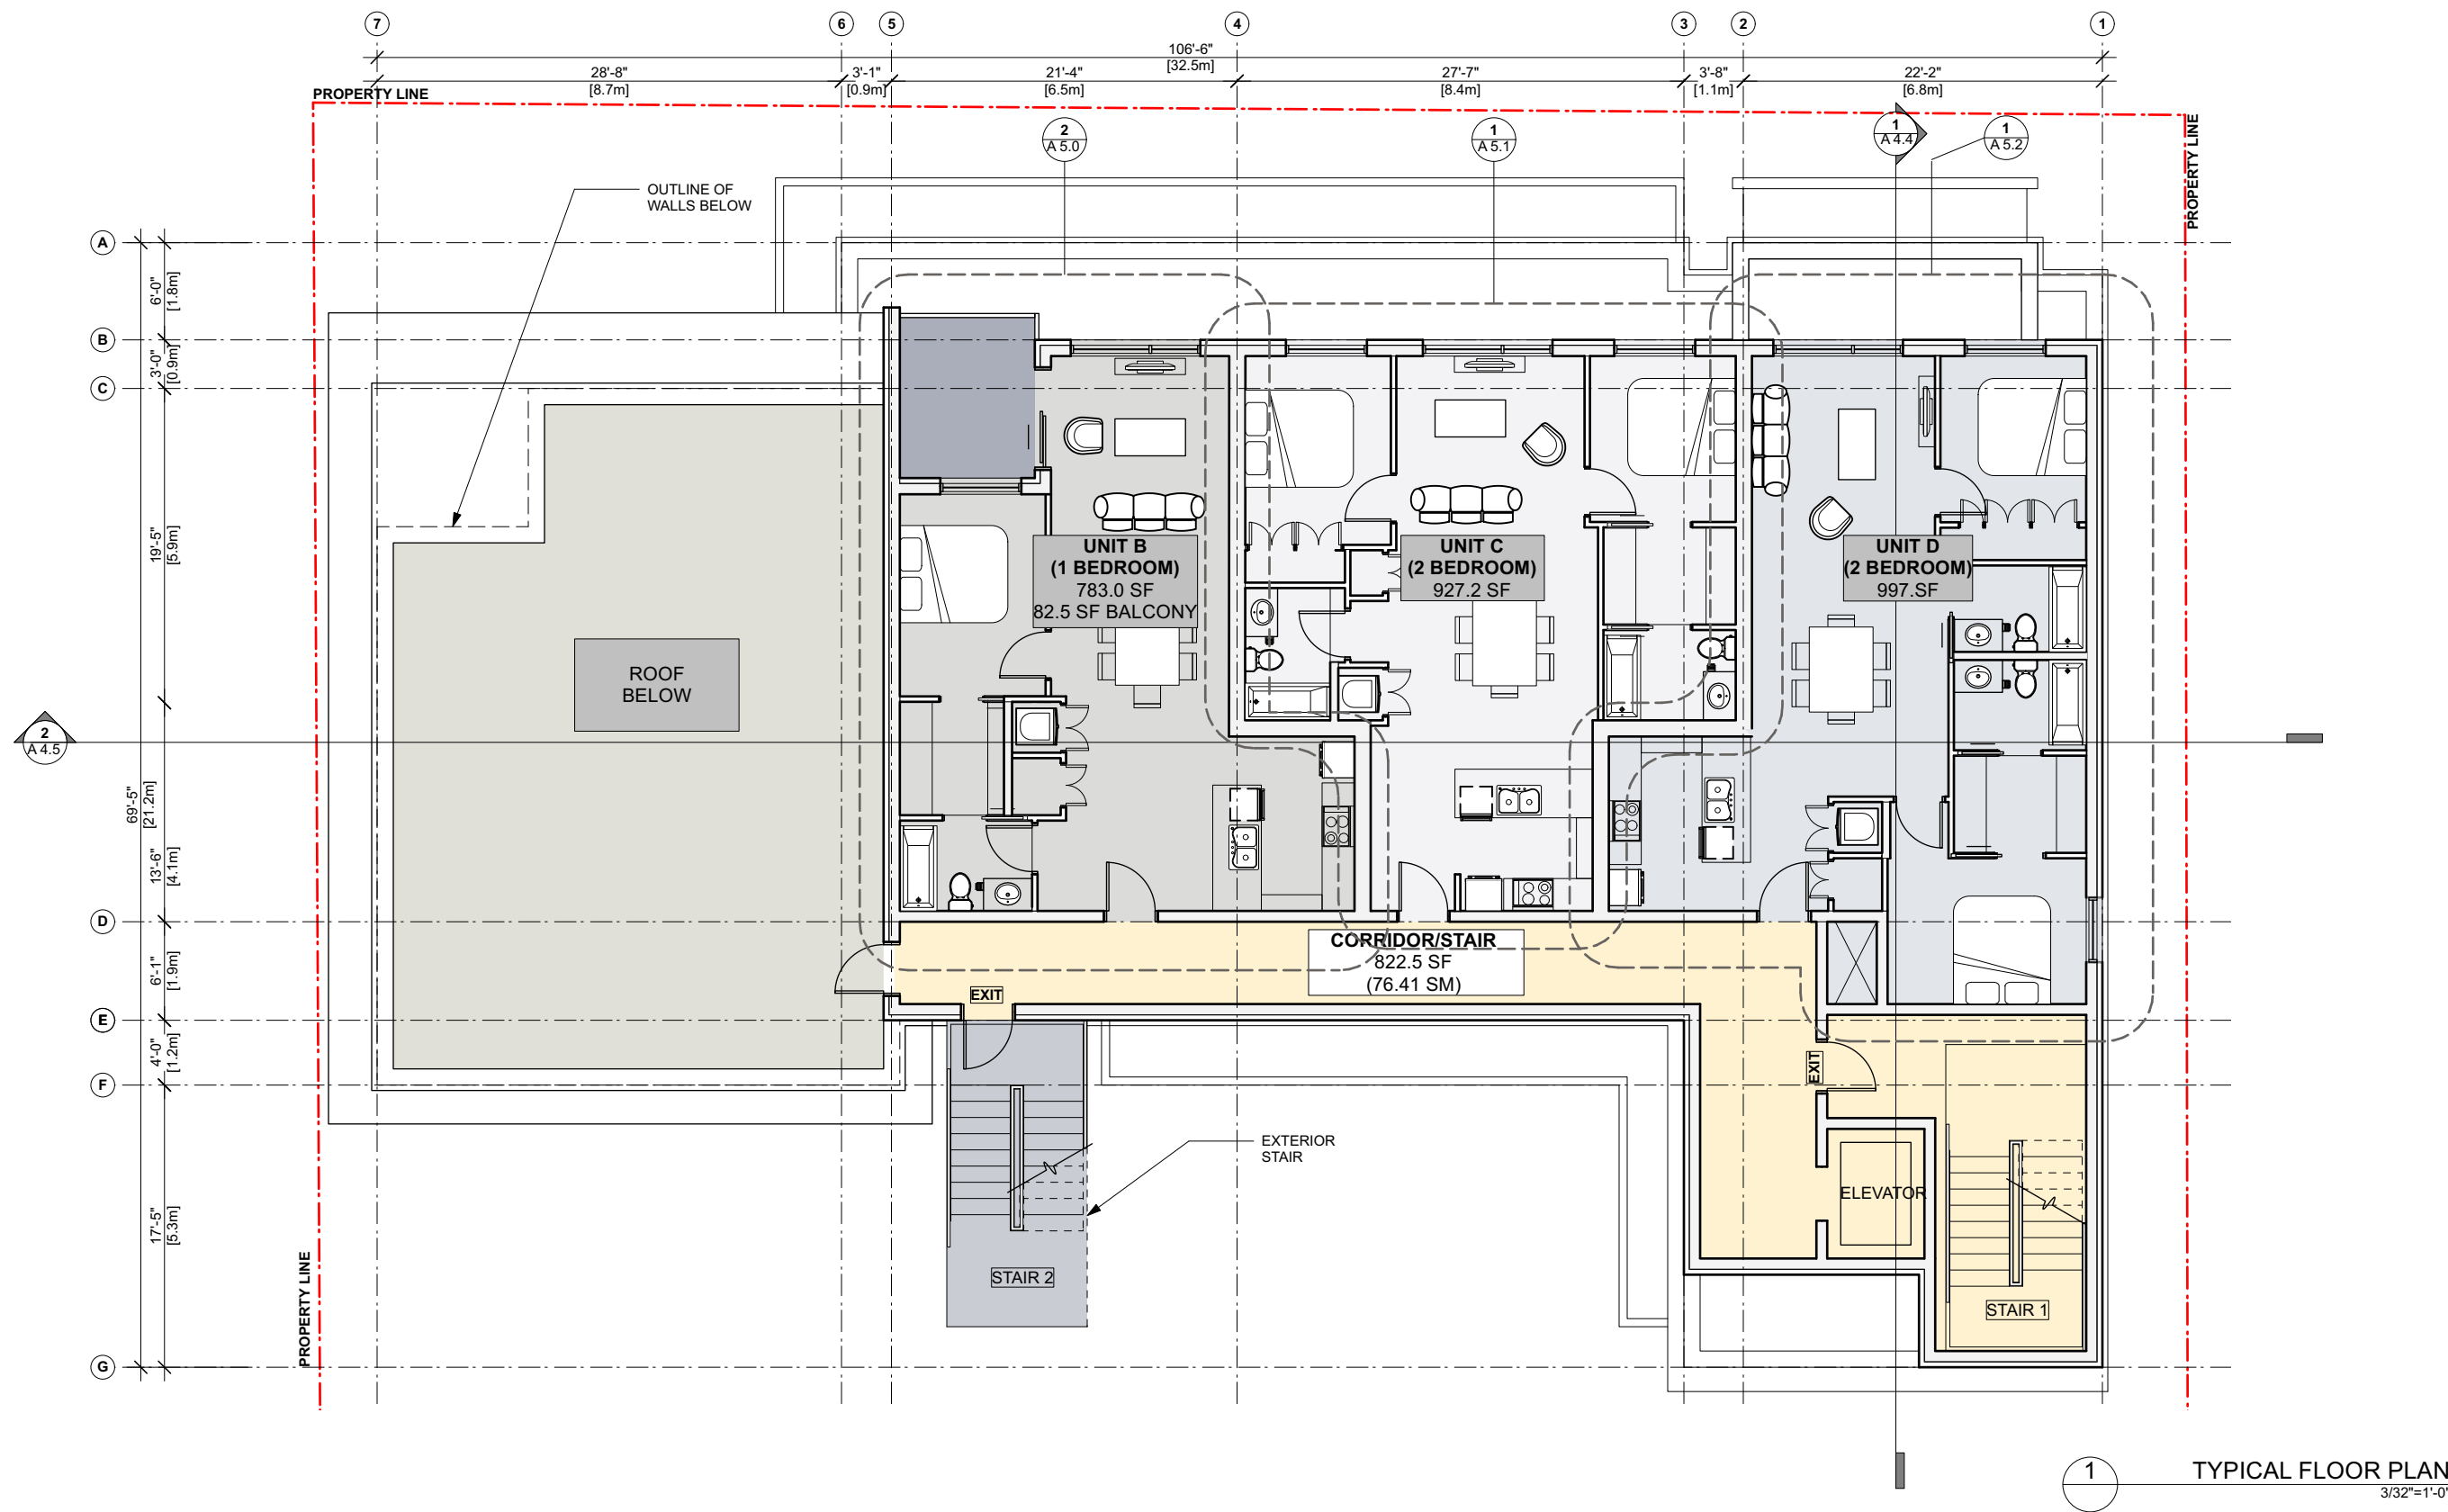 7
6
5
4
3
2
1
106'-6"
[32.5m]
28'-8"
[8.7m]
3'-1"
[0.9m]
21'-4"
[6.5m]
27'-7"
[8.4m]
3'-8"
[1.1m]
22'-2"
[6.8m]
PROPERTY LINE
PROPERTY LINE
PROPERTY LINE
2
A 5.0
1
A 5.1
1
A 4.4
1
A 5.2
OUTLINE OF
WALLS BELOW
A
B
C
D
E
F
G
6'-0"
[1.8m]
3'-0"
[0.9m]
19'-5"
[5.9m]
69'-5"
[21.2m]
13'-6"
[4.1m]
6'-1"
[1.9m]
4'-0"
[1.2m]
17'-5"
[5.3m]
2
A 4.5
ROOF
BELOW
UNIT B
(1 BEDROOM)
783.0 SF
82.5 SF BALCONY
UNIT C
(2 BEDROOM)
927.2 SF
UNIT D
(2 BEDROOM)
997.SF
CORRIDOR/STAIR
822.5 SF
(76.41 SM)
EXIT
EXIT
EXTERIOR
STAIR
ELEVATOR
STAIR 2
STAIR 1
1
TYPICAL FLOOR PLAN
3/32"=1'-0"